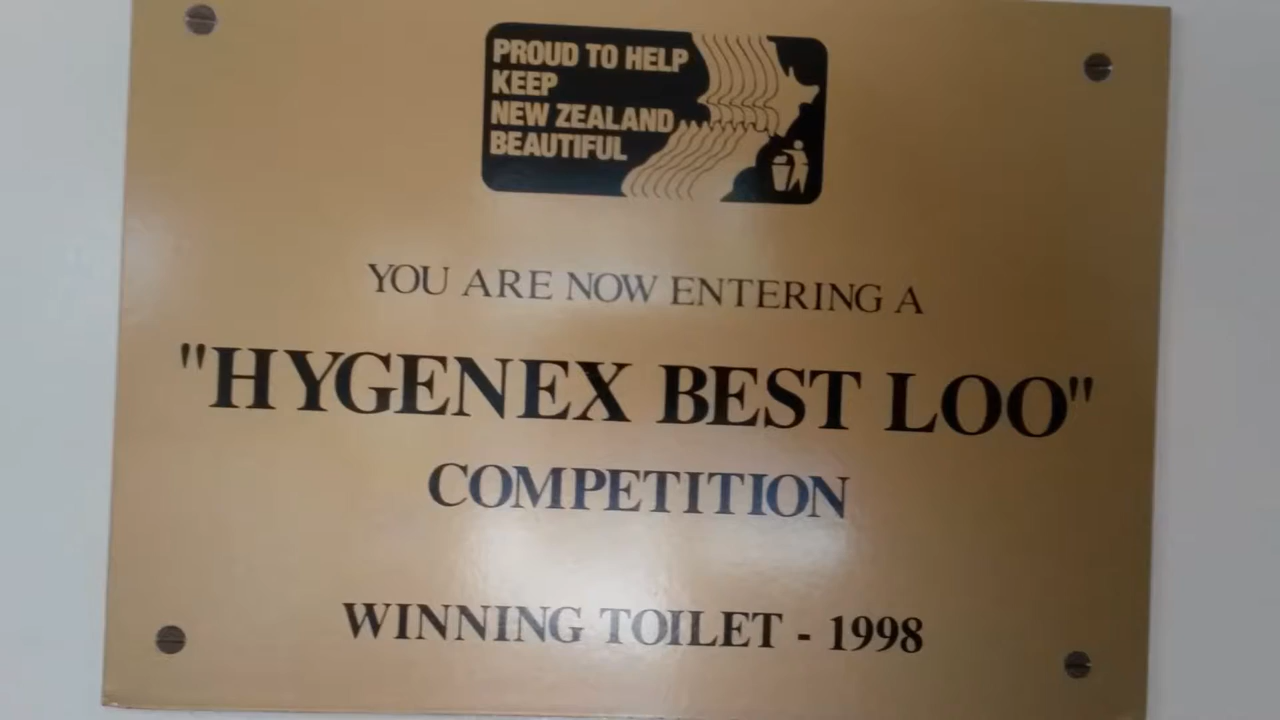 PROUD TO HELP
KEEP
NEW ZEALAND
BEAUTIFUL
YOU ARE NOW ENTERING A
"HYGENEX BEST LOO"
COMPETITION
WINNING TOILET - 1998